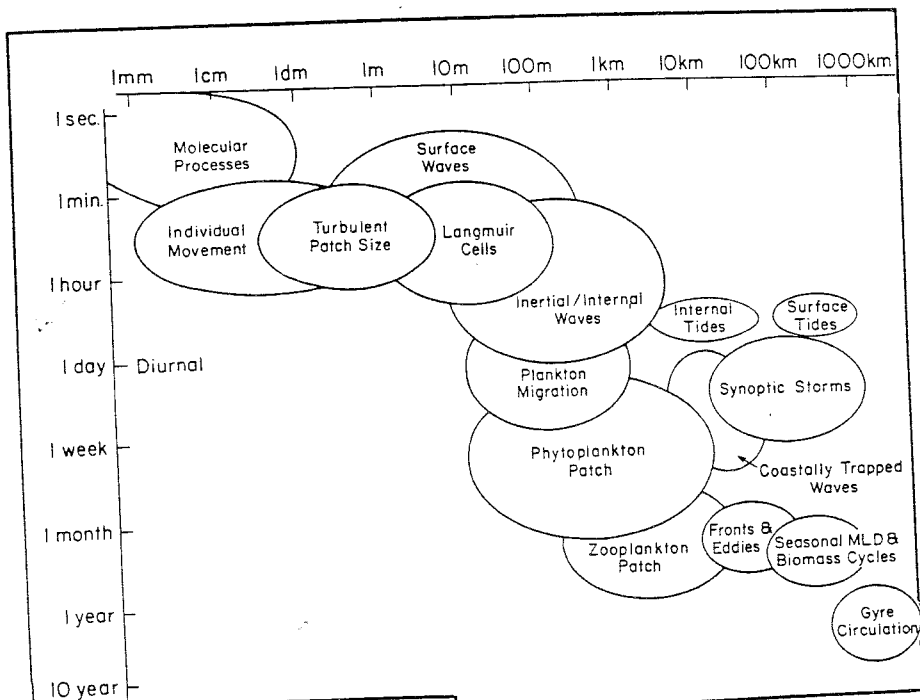 1mm 1cm 1dm 1m 10m 100m 1km 10km 100km 1000km
1 sec.
Molecular
Processes
Surface
Waves
1 min.
Individual
Movement
Turbulent
Patch Size
Langmuir
Cells
1 hour
Inertial/Internal
Waves
Internal
Tides
Surface
Tides
1 day
Diurnal
Plankton
Migration
Synoptic Storms
1 week
Phytoplankton
Patch
Coastally Trapped
Waves
1 month
Zooplankton
Patch
Fronts &
Eddies
Seasonal MLD &
Biomass Cycles
1 year
Gyre
Circulation
10 year